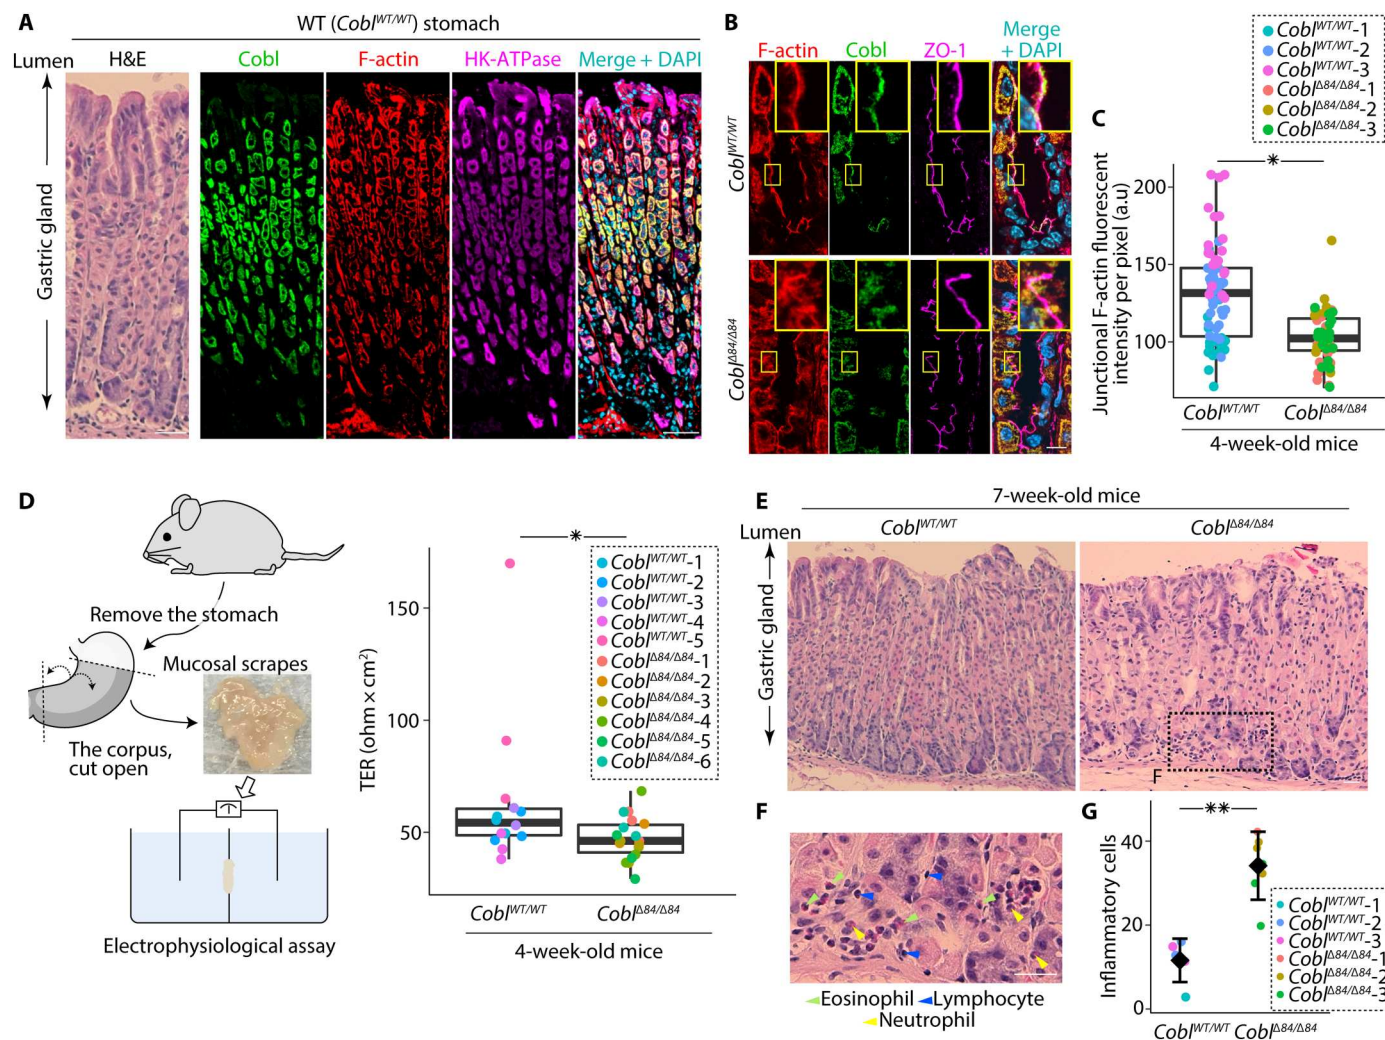 A
WT (Cobl^WT/WT) stomach
Lumen
H&E
Cobl
F-actin
HK-ATPase
Merge + DAPI
Gastric gland
B
F-actin
Cobl
ZO-1
Merge
+ DAPI
Cobl^WT/WT
Cobl^Δ84/Δ84
Cobl^WT/WT-1
Cobl^WT/WT-2
Cobl^WT/WT-3
Cobl^Δ84/Δ84-1
Cobl^Δ84/Δ84-2
Cobl^Δ84/Δ84-3
C
Junctional F-actin fluorescent
intensity per pixel (a.u)
200
150
100
*
Cobl^WT/WT
Cobl^Δ84/Δ84
4-week-old mice
D
Remove the stomach
Mucosal scrapes
The corpus,
cut open
Electrophysiological assay
TER (ohm × cm²)
150
100
50
*
Cobl^WT/WT-1
Cobl^WT/WT-2
Cobl^WT/WT-3
Cobl^WT/WT-4
Cobl^WT/WT-5
Cobl^Δ84/Δ84-1
Cobl^Δ84/Δ84-2
Cobl^Δ84/Δ84-3
Cobl^Δ84/Δ84-4
Cobl^Δ84/Δ84-5
Cobl^Δ84/Δ84-6
Cobl^WT/WT
Cobl^Δ84/Δ84
4-week-old mice
E
7-week-old mice
Lumen
Cobl^WT/WT
Cobl^Δ84/Δ84
Gastric gland
F
F
Eosinophil
Lymphocyte
Neutrophil
G
Inflammatory cells
40
20
0
**
Cobl^WT/WT-1
Cobl^WT/WT-2
Cobl^WT/WT-3
Cobl^Δ84/Δ84-1
Cobl^Δ84/Δ84-2
Cobl^Δ84/Δ84-3
Cobl^WT/WT
Cobl^Δ84/Δ84